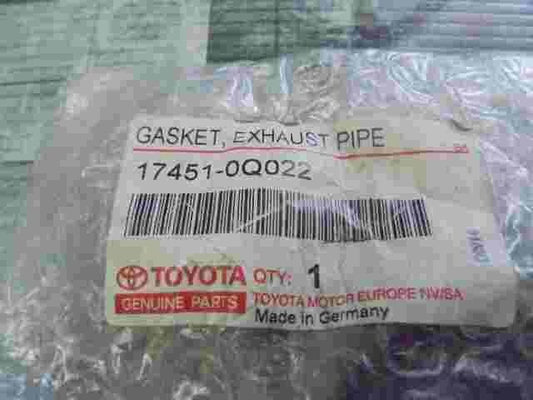 GASKET, EXHAUST PIPE
17451-0Q022
TOYOTA QTY: 1
GENUINE PARTS TOYOTA MOTOR EUROPE NV/SA
Made in Germany